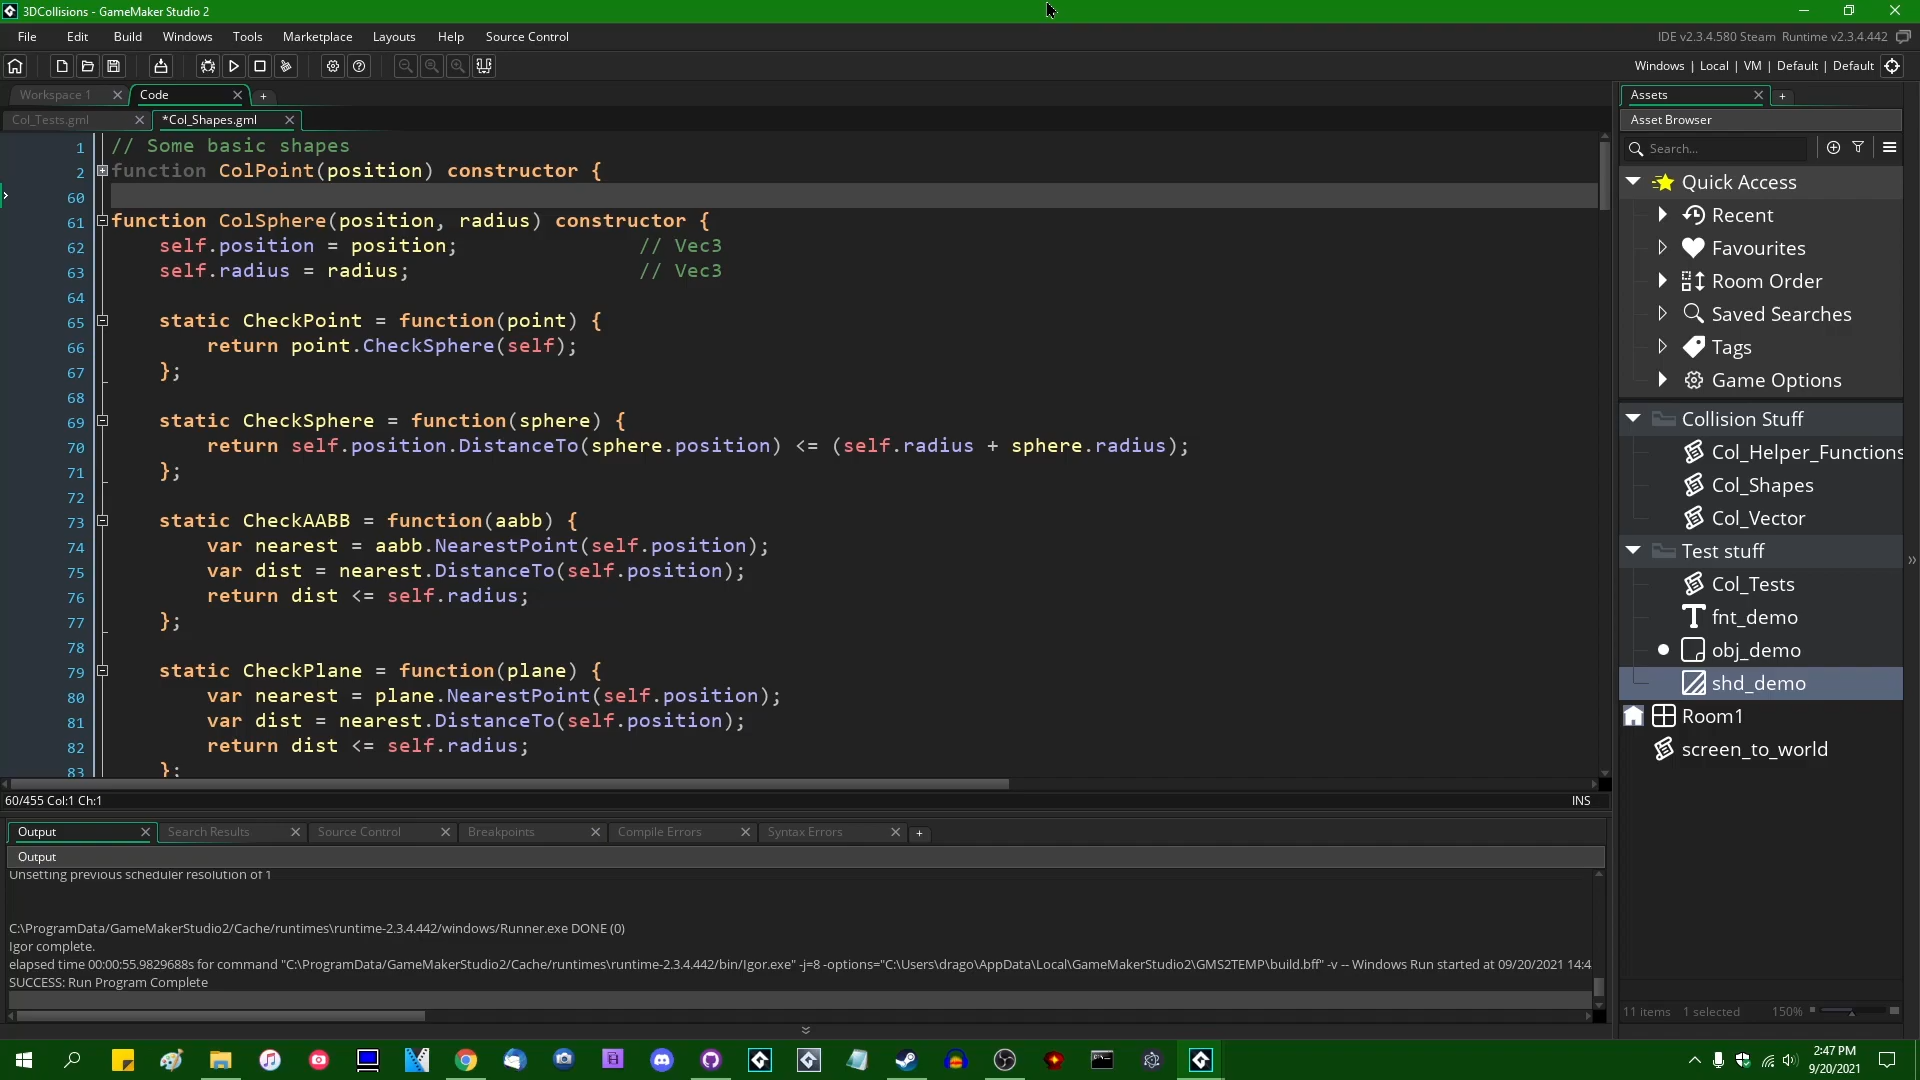 3DCollisions - GameMaker Studio 2
File Edit Build Windows Tools Marketplace Layouts Help Source Control
IDE v2.3.4.580 Steam Runtime v2.3.4.442
Windows | Local | VM | Default | Default
Workspace 1
Code
Col_Tests.gml
*Col_Shapes.gml
1 // Some basic shapes
2 function ColPoint(position) constructor {
60
61 function ColSphere(position, radius) constructor {
62 self.position = position; // Vec3
63 self.radius = radius; // Vec3
64
65 static CheckPoint = function(point) {
66 return point.CheckSphere(self);
67 };
68
69 static CheckSphere = function(sphere) {
70 return self.position.DistanceTo(sphere.position) <= (self.radius + sphere.radius);
71 };
72
73 static CheckAABB = function(aabb) {
74 var nearest = aabb.NearestPoint(self.position);
75 var dist = nearest.DistanceTo(self.position);
76 return dist <= self.radius;
77 };
78
79 static CheckPlane = function(plane) {
80 var nearest = plane.NearestPoint(self.position);
81 var dist = nearest.DistanceTo(self.position);
82 return dist <= self.radius;
83 };
60/455 Col:1 Ch:1
INS
Output
Search Results
Source Control
Breakpoints
Compile Errors
Syntax Errors
Output
Unsetting previous scheduler resolution of 1
C:\ProgramData/GameMakerStudio2/Cache/runtimes\runtime-2.3.4.442/windows/Runner.exe DONE (0)
Igor complete.
elapsed time 00:00:55.9829688s for command "C:\ProgramData/GameMakerStudio2/Cache/runtimes\runtime-2.3.4.442/bin/Igor.exe" -j=8 -options="C:\Users\drago\AppData\Local\GameMakerStudio2\GMS2TEMP\build.bff" -v -- Windows Run started at 09/20/2021 14:4
SUCCESS: Run Program Complete
Assets
Asset Browser
Search...
Quick Access
Recent
Favourites
Room Order
Saved Searches
Tags
Game Options
Collision Stuff
Col_Helper_Functions
Col_Shapes
Col_Vector
Test stuff
Col_Tests
fnt_demo
obj_demo
shd_demo
Room1
screen_to_world
11 items 1 selected 150%
2:47 PM
9/20/2021